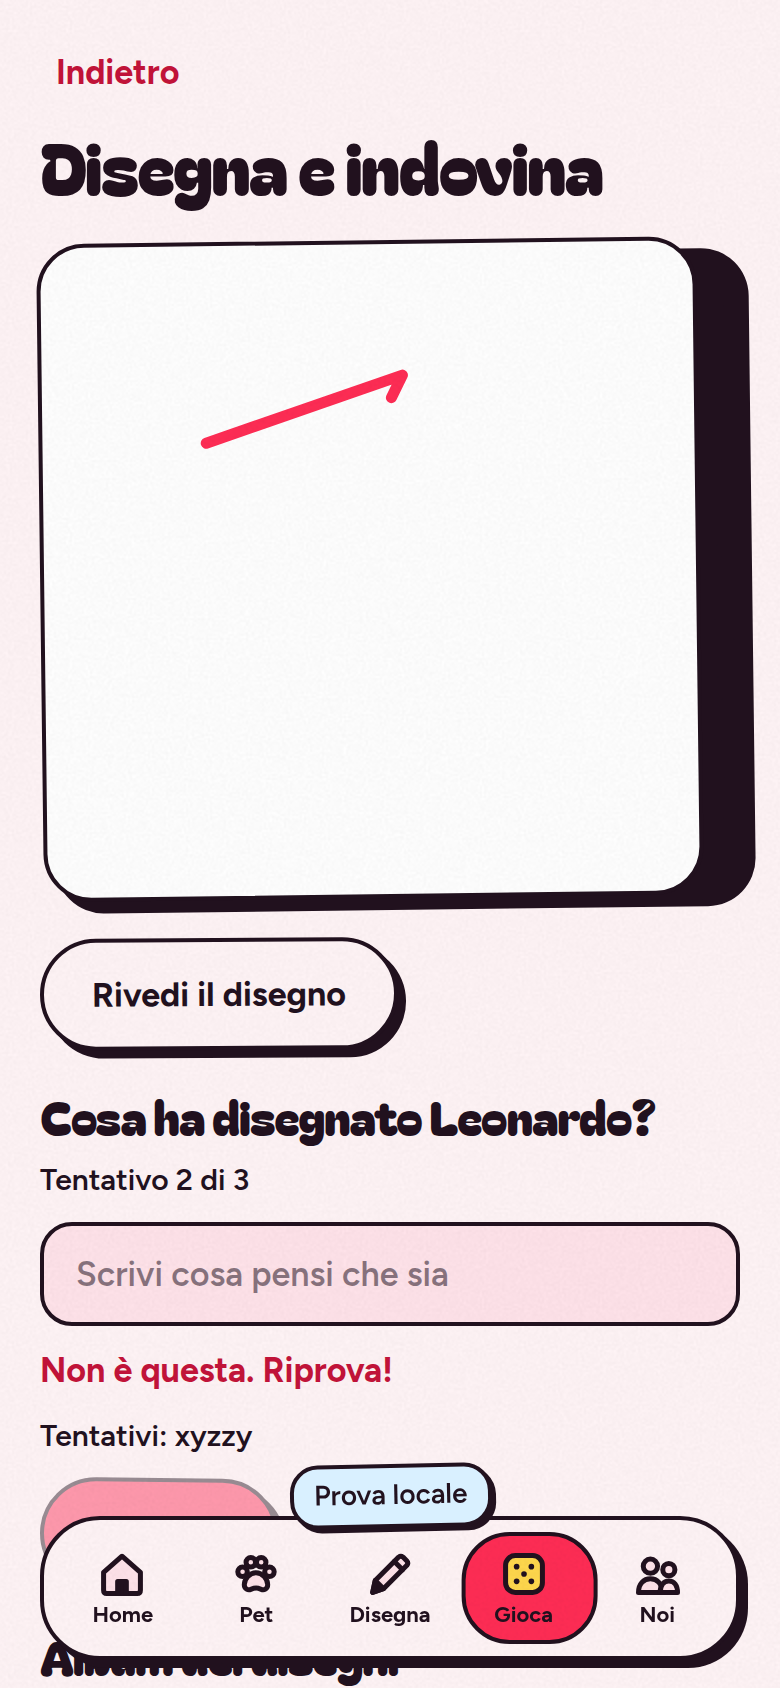 Indietro
Disegna e indovina
Rivedi il disegno
Cosa ha disegnato Leonardo?
Tentativo 2 di 3
Scrivi cosa pensi che sia
Non è questa. Riprova!
Tentativi: xyzzy
Prova locale
Home Pet Disegna Gioca Noi